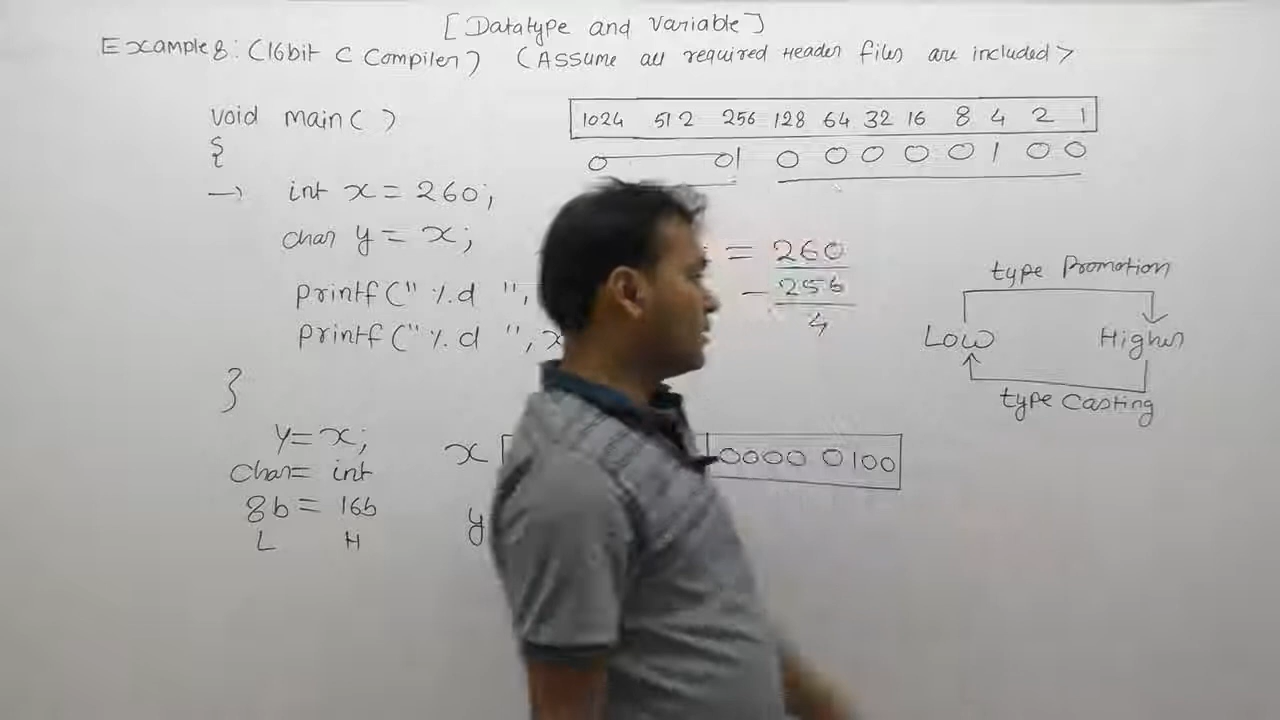 [Datatype and Variable]
Example 8: (16bit C Compiler) (Assume all required Header files are included)
void main( )
{
→ int x = 260;
char y = x;
printf(" %d ",
printf(" %d ", x
}
1024 512 256 128 64 32 16 8 4 2 1
0 01 0 0 0 0 0 1 0 0
= 260
- 256
4
type Promotion
Low Higher
type Casting
y = x;
char = int
8b = 16b
L H
x 0000 0100
y